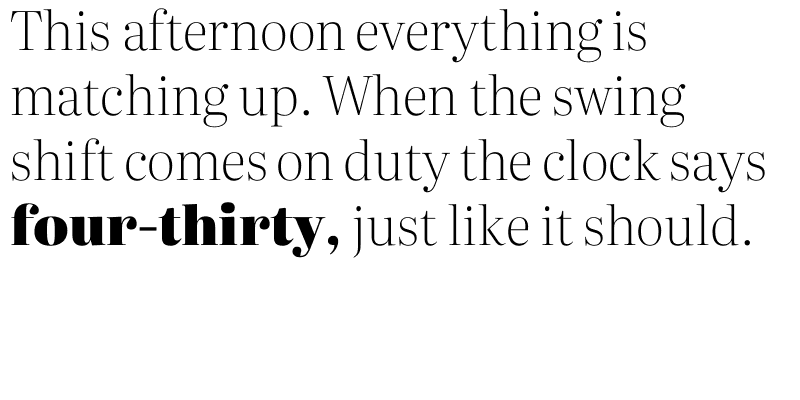 This afternoon everything is
matching up. When the swing
shift comes on duty the clock says
four-thirty, just like it should.